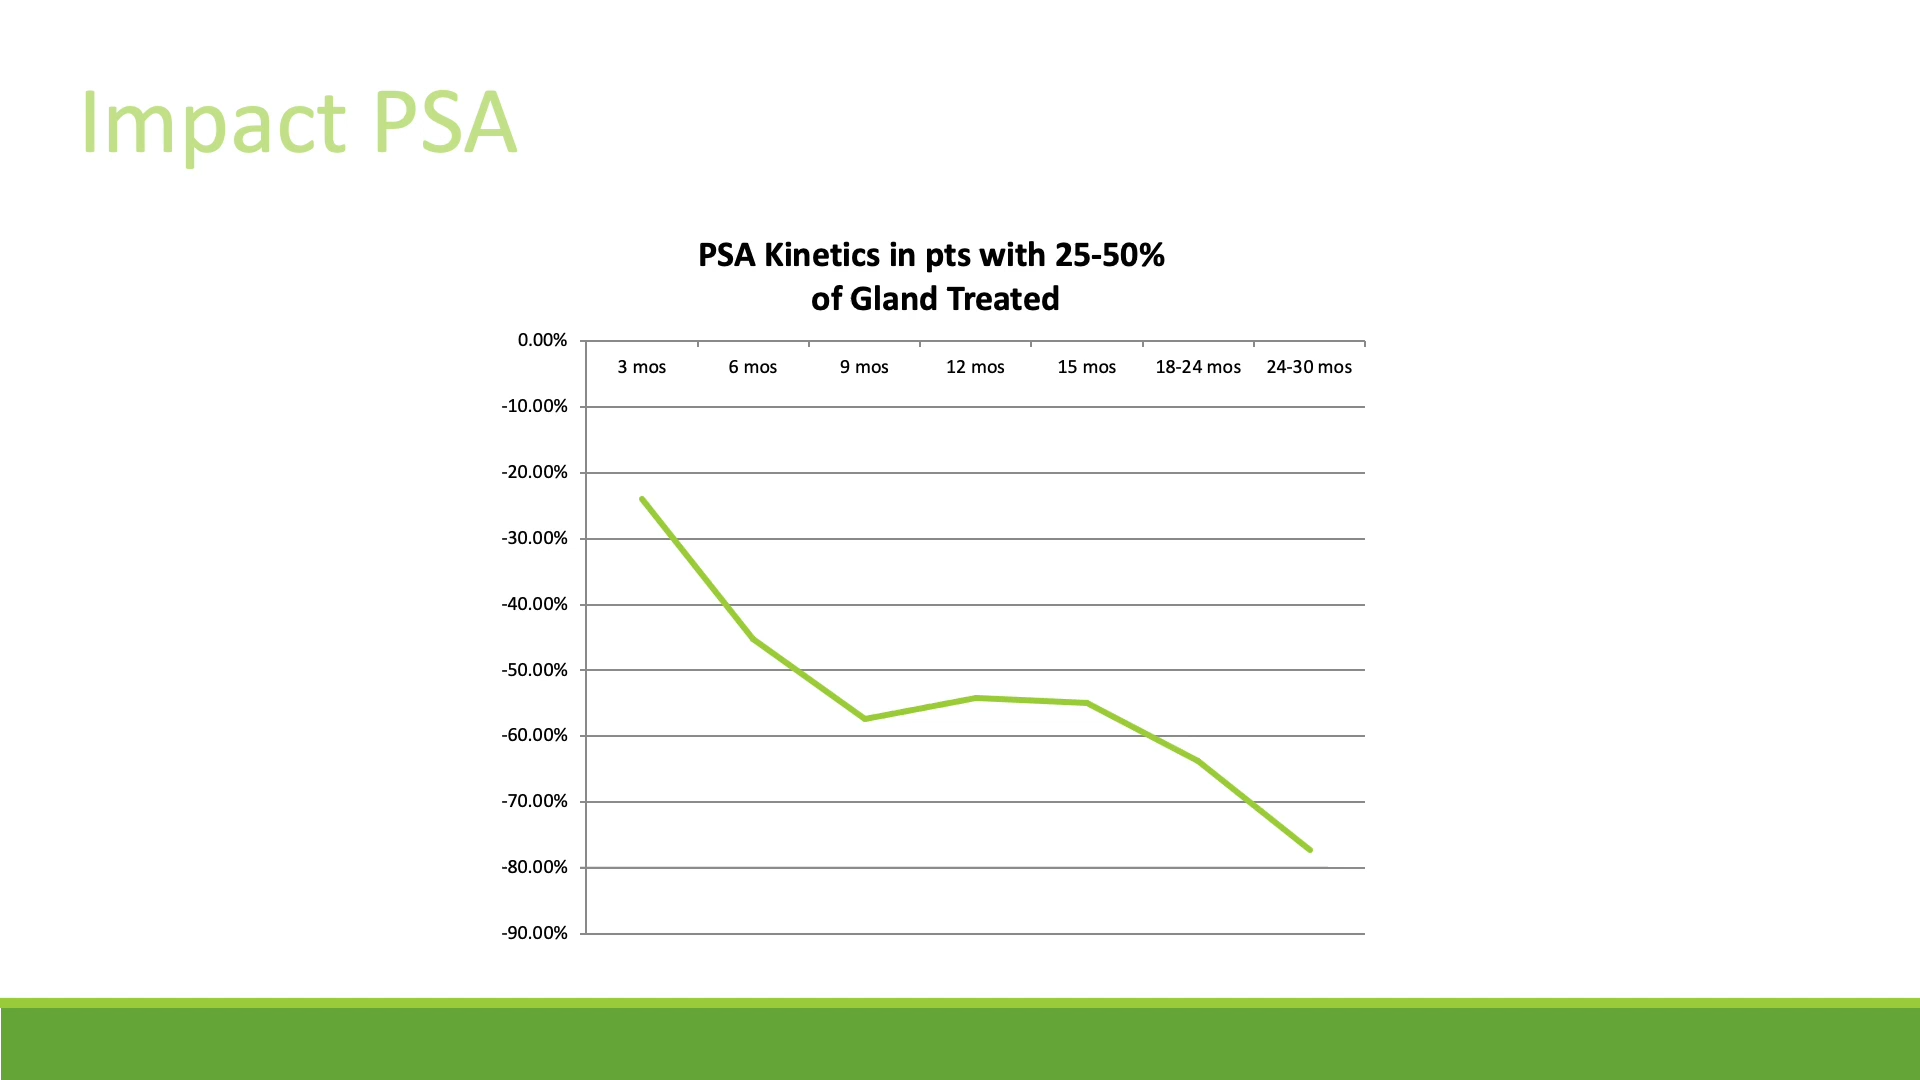 Impact PSA
PSA Kinetics in pts with 25-50%
of Gland Treated
0.00%
3 mos 6 mos 9 mos 12 mos 15 mos 18-24 mos 24-30 mos
-10.00%
-20.00%
-30.00%
-40.00%
-50.00%
-60.00%
-70.00%
-80.00%
-90.00%